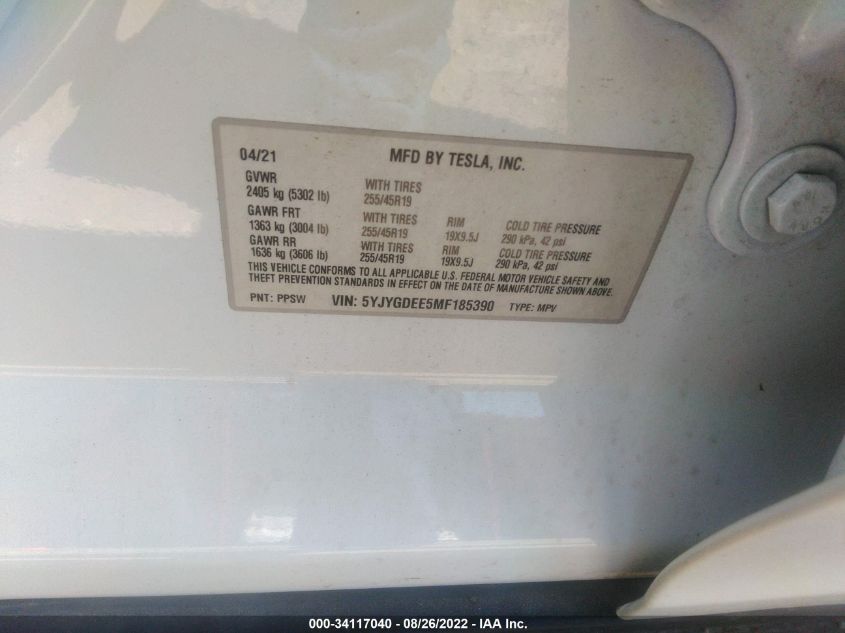 04/21 MFD BY TESLA, INC.
GVWR
2405 kg (5302 lb) WITH TIRES
255/45R19
GAWR FRT
1363 kg (3004 lb) WITH TIRES
255/45R19 RIM
19X9.5J COLD TIRE PRESSURE
290 kPa, 42 psi
GAWR RR
1636 kg (3606 lb) WITH TIRES
255/45R19 RIM
19X9.5J COLD TIRE PRESSURE
290 kPa, 42 psi
THIS VEHICLE CONFORMS TO ALL APPLICABLE U.S. FEDERAL MOTOR VEHICLE SAFETY AND
THEFT PREVENTION STANDARDS IN EFFECT ON THE DATE OF MANUFACTURE SHOWN ABOVE.
PNT: PPSW VIN: 5YJYGDEE5MF185390 TYPE: MPV
000-34117040 - 08/26/2022 - IAA Inc.